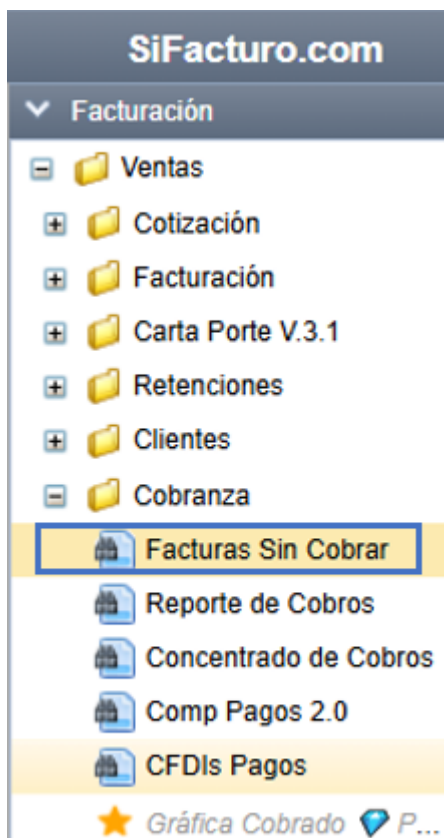 SiFacturo.com
Facturación
Ventas
Cotización
Facturación
Carta Porte V.3.1
Retenciones
Clientes
Cobranza
Facturas Sin Cobrar
Reporte de Cobros
Concentrado de Cobros
Comp Pagos 2.0
CFDIs Pagos
Gráfica Cobrado P...